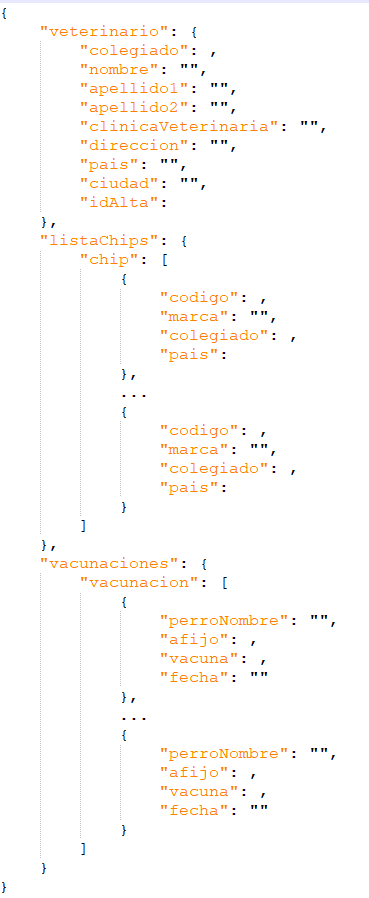 {
"veterinario": {
"colegiado": ,
"nombre": "",
"apellido1": "",
"apellido2": "",
"clinicaVeterinaria": "",
"direccion": "",
"pais": "",
"ciudad": "",
"idAlta":
},
"listaChips": {
"chip": [
{
"codigo": ,
"marca": "",
"colegiado": ,
"pais":
},
...
{
"codigo": ,
"marca": "",
"colegiado": ,
"pais":
}
]
},
"vacunaciones": {
"vacunacion": [
{
"perroNombre": "",
"afijo": ,
"vacuna": ,
"fecha": ""
},
...
{
"perroNombre": "",
"afijo": ,
"vacuna": ,
"fecha": ""
}
]
}
}